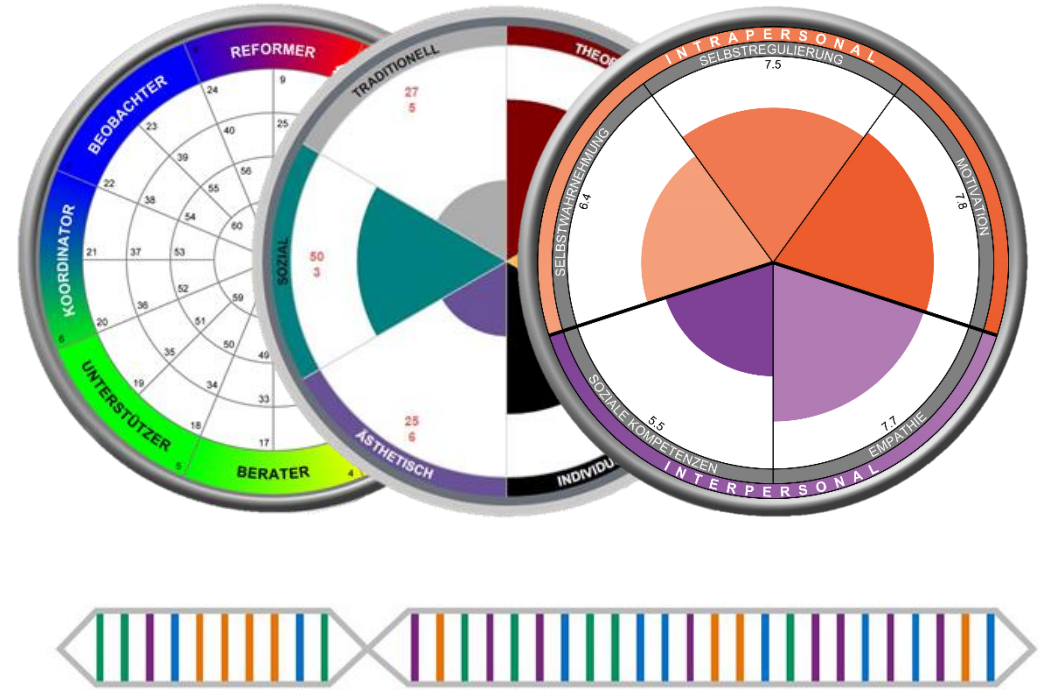 REFORMER
BEOBACHTER
KOORDINATOR
UNTERSTÜTZER
BERATER
6
5
4
9
24
25
23
40
39
56
22
38
55
54
60
21
37
53
52
59
20
36
51
50
49
19
35
34
33
18
17
TRADITIONELL
27
5
SOZIAL
50
3
ÄSTHETISCH
25
6
INTRAPERSONAL
SELBSTREGULIERUNG
7.5
SELBSTWAHRNEHMUNG
6.4
MOTIVATION
7.8
SOZIALE KOMPETENZEN
5.5
EMPATHIE
7.7
INTERPERSONAL